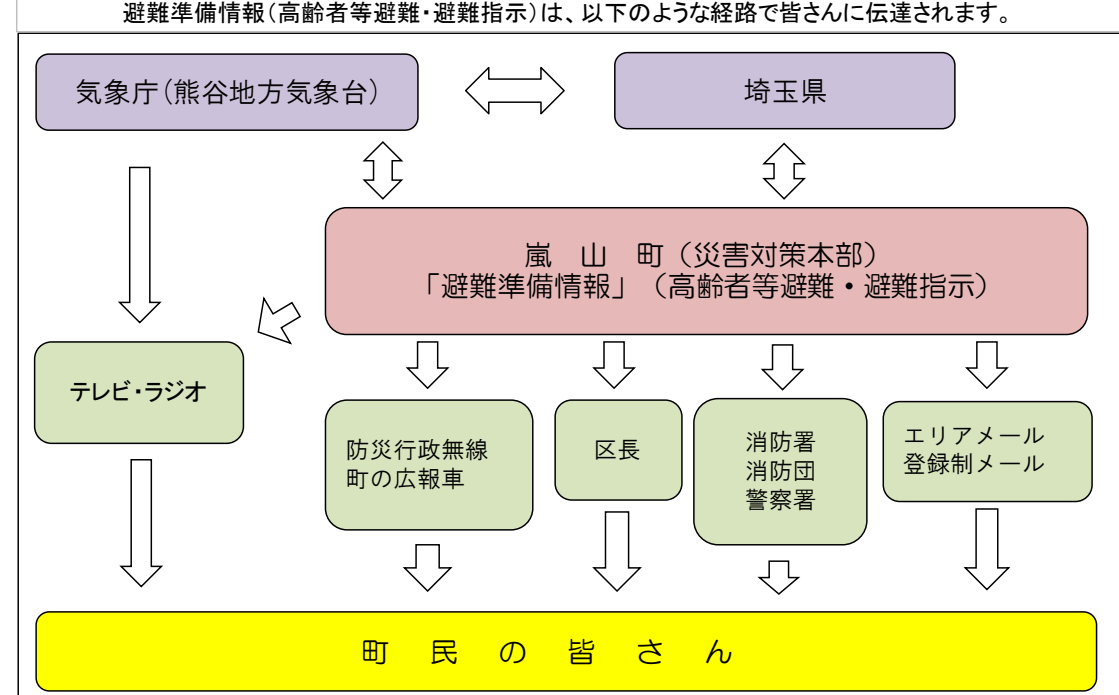 避難準備情報(高齢者等避難・避難指示)は、以下のような経路で皆さんに伝達されます。
気象庁(熊谷地方気象台)
埼玉県
嵐 山 町(災害対策本部)
「避難準備情報」(高齢者等避難・避難指示)
テレビ・ラジオ
防災行政無線
町の広報車
区長
消防署
消防団
警察署
エリアメール
登録制メール
町 民 の 皆 さ ん